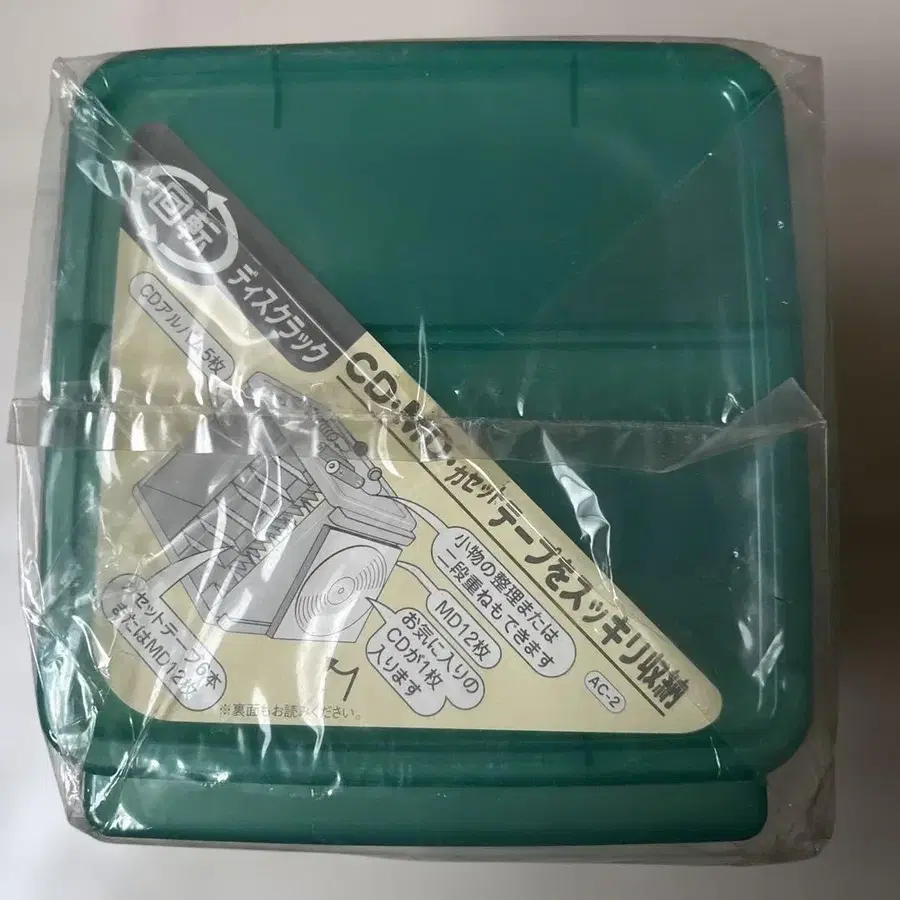 回転
ディスクラック
CD・MD・カセットテープをスッキリ収納
CDアルバム5枚
小物の整理または
二段重ねもできます
MD12枚
お気に入りの
CDが1枚
入ります
カセットテープ6本
またはMD12枚
AC-2
※裏面もお読みください。